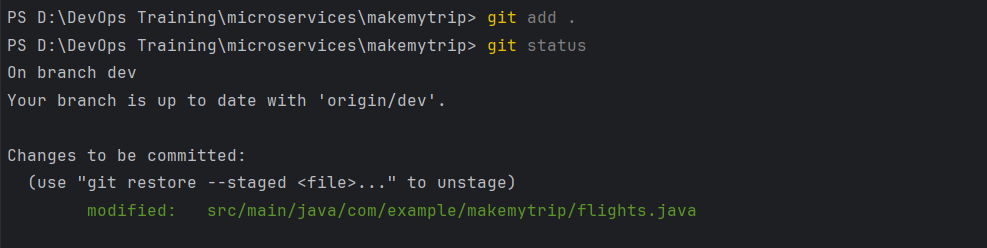 PS D:\DevOps Training\microservices\makemytrip> git add .
PS D:\DevOps Training\microservices\makemytrip> git status
On branch dev
Your branch is up to date with 'origin/dev'.
Changes to be committed:
(use "git restore --staged <file>..." to unstage)
modified:   src/main/java/com/example/makemytrip/flights.java